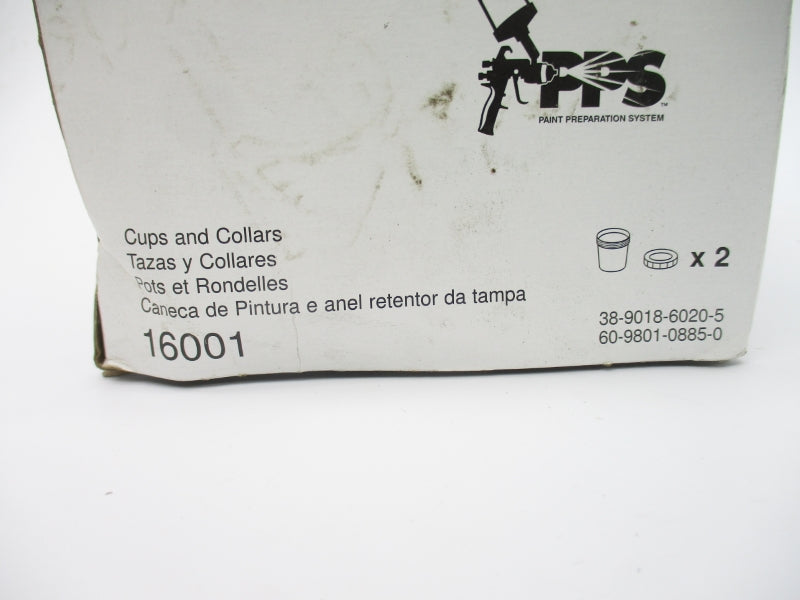 PPS™
PAINT PREPARATION SYSTEM
Cups and Collars
Tazas y Collares
Pots et Rondelles
Caneca de Pintura e anel retentor da tampa
16001
x 2
38-9018-6020-5
60-9801-0885-0